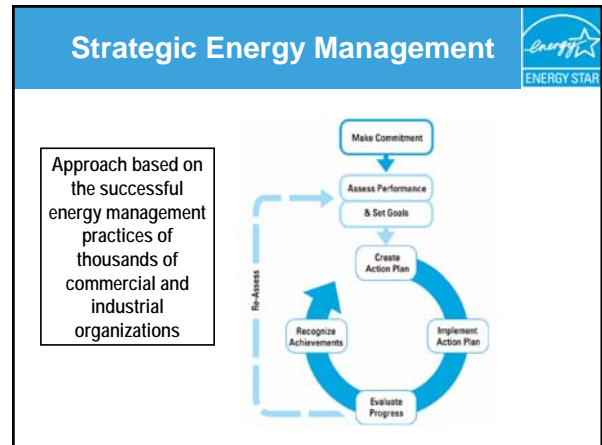 Strategic Energy Management
energy
ENERGY STAR
Approach based on
the successful
energy management
practices of
thousands of
commercial and
industrial
organizations
Make Commitment
Assess Performance
& Set Goals
Create
Action Plan
Re-Assess
Recognize
Achievements
Implement
Action Plan
Evaluate
Progress